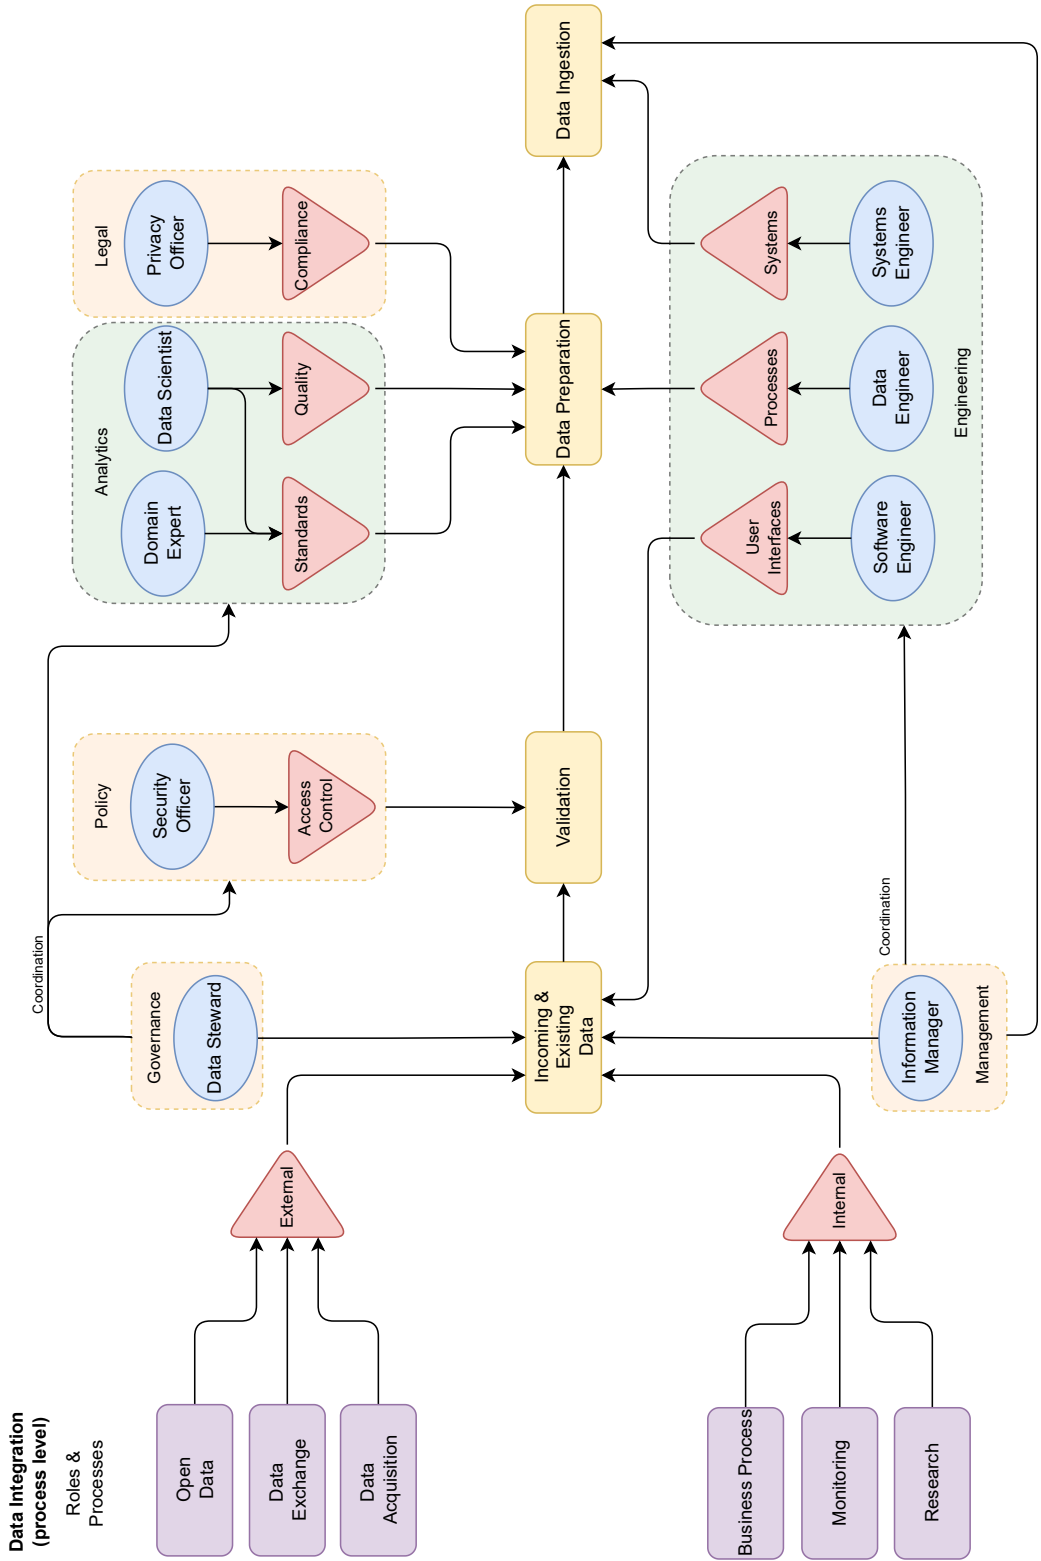 Data Integration
(process level)
Roles &
Processes
Open
Data
Data
Exchange
Data
Acquisition
Business Process
Monitoring
Research
External
Internal
Coordination
Governance
Data Steward
Incoming &
Existing
Data
Information
Manager
Management
Coordination
Policy
Security
Officer
Access
Control
Validation
Analytics
Domain
Expert
Data Scientist
Standards
Quality
Legal
Privacy
Officer
Compliance
Data Preparation
User
Interfaces
Processes
Systems
Software
Engineer
Data
Engineer
Systems
Engineer
Engineering
Data Ingestion